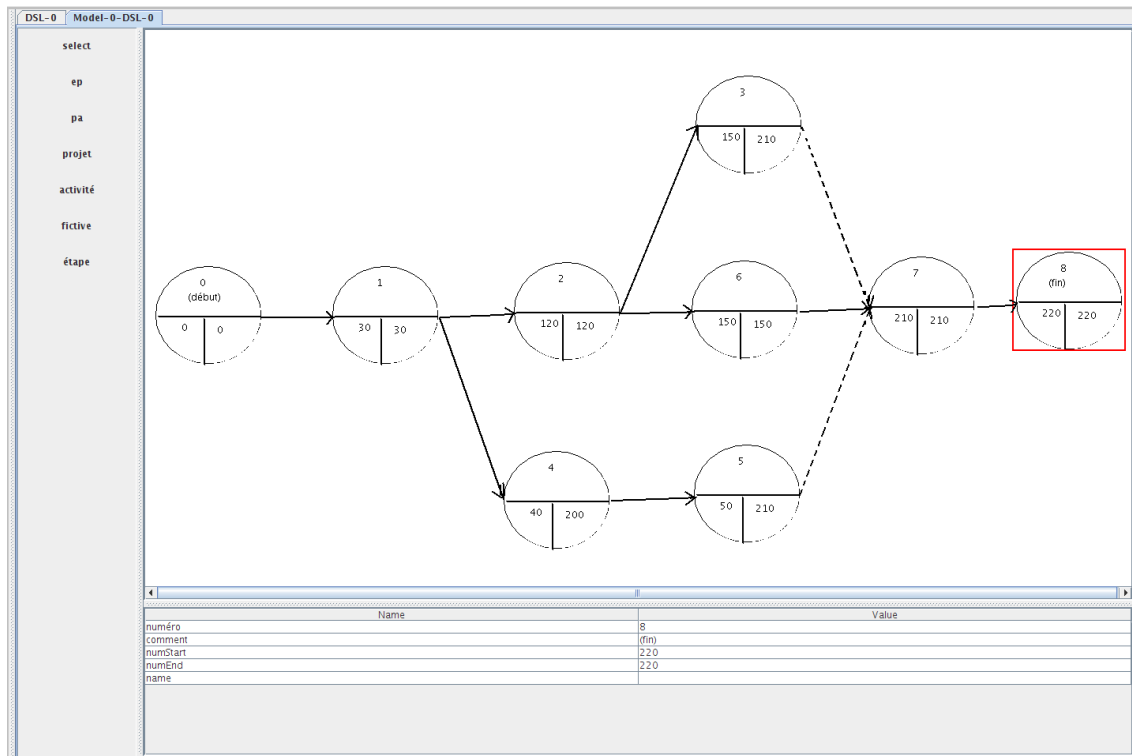 DSL-0 Model-0-DSL-0
select
ep
pa
projet
activité
fictive
étape
3
150 210
0
(début)
0 0
1
30 30
2
120 120
6
150 150
7
210 210
8
(fin)
220 220
4
40 200
5
50 210
Name Value
numéro 8
comment (fin)
numStart 220
numEnd 220
name